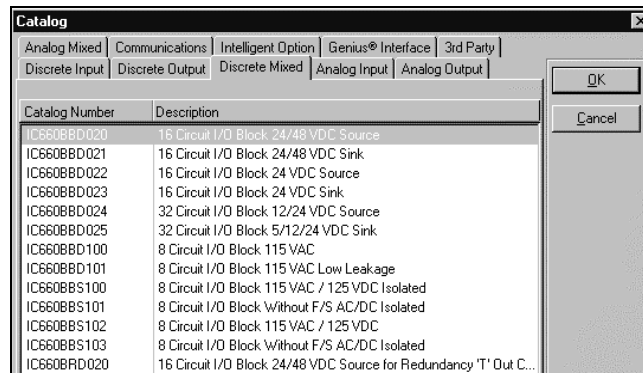 Catalog
Analog Mixed Communications Intelligent Option Genius® Interface 3rd Party
Discrete Input Discrete Output Discrete Mixed Analog Input Analog Output
OK
Cancel
Catalog Number Description
IC660BBD020 16 Circuit I/O Block 24/48 VDC Source
IC660BBD021 16 Circuit I/O Block 24/48 VDC Sink
IC660BBD022 16 Circuit I/O Block 24 VDC Source
IC660BBD023 16 Circuit I/O Block 24 VDC Sink
IC660BBD024 32 Circuit I/O Block 12/24 VDC Source
IC660BBD025 32 Circuit I/O Block 5/12/24 VDC Sink
IC660BBD100 8 Circuit I/O Block 115 VAC
IC660BBD101 8 Circuit I/O Block 115 VAC Low Leakage
IC660BBS100 8 Circuit I/O Block 115 VAC / 125 VDC Isolated
IC660BBS101 8 Circuit I/O Block Without F/S AC/DC Isolated
IC660BBS102 8 Circuit I/O Block 115 VAC / 125 VDC
IC660BBS103 8 Circuit I/O Block Without F/S AC/DC Isolated
IC660BRD020 16 Circuit I/O Block 24/48 VDC Source for Redundancy 'T' Out C...